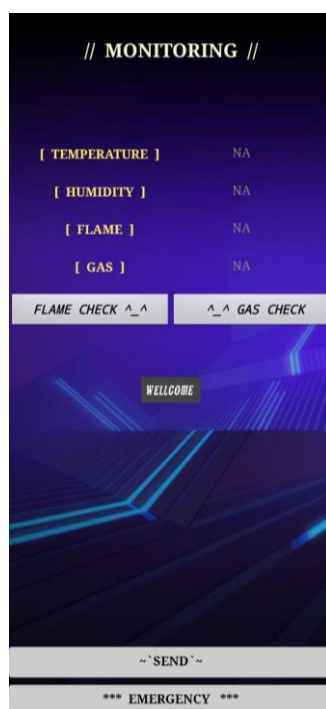 // MONITORING //
[ TEMPERATURE ] NA
[ HUMIDITY ] NA
[ FLAME ] NA
[ GAS ] NA
FLAME CHECK ^_^ ^_^ GAS CHECK
WELLCOME
~`SEND`~
*** EMERGENCY ***